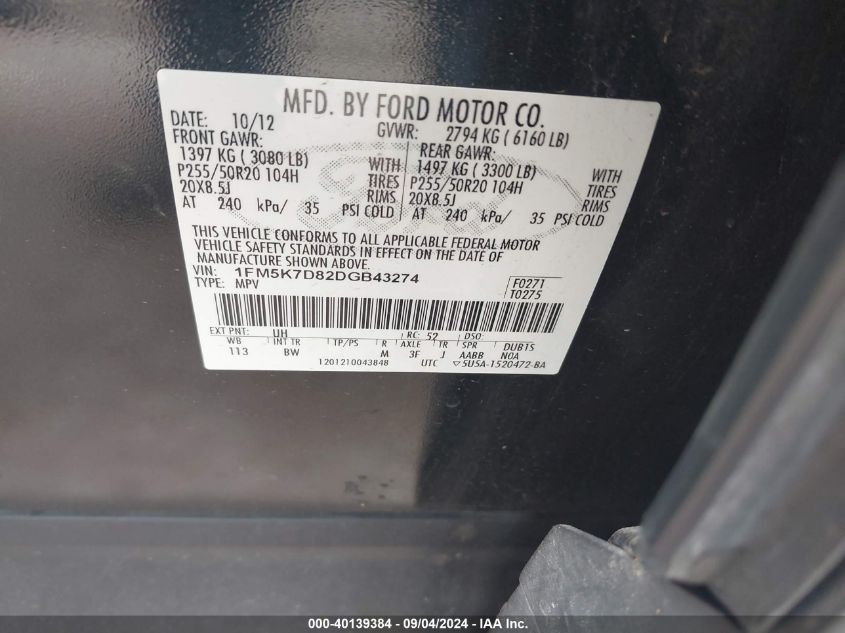 MFD. BY FORD MOTOR CO.
DATE: 10/12 GVWR: 2794 KG ( 6160 LB)
FRONT GAWR: REAR GAWR:
1397 KG ( 3080 LB) WITH 1497 KG ( 3300 LB) WITH
P255/50R20 104H TIRES P255/50R20 104H TIRES
20X8.5J RIMS 20X8.5J RIMS
AT 240 kPa/ 35 PSI COLD AT 240 kPa/ 35 PSI COLD
Ford
THIS VEHICLE CONFORMS TO ALL APPLICABLE FEDERAL MOTOR
VEHICLE SAFETY STANDARDS IN EFFECT ON THE DATE OF
MANUFACTURE SHOWN ABOVE.
VIN: 1FM5K7D82DGB43274 F0271
TYPE: MPV T0275
EXT PNT: UH RC: 52 DSO:
WB INT TR TP/PS R AXLE TR SPR DUB15
113 BW M 3F J AABB N0A
1201210043848 UTC ▽5U5A-1520472-BA
000-40139384 - 09/04/2024 - IAA Inc.